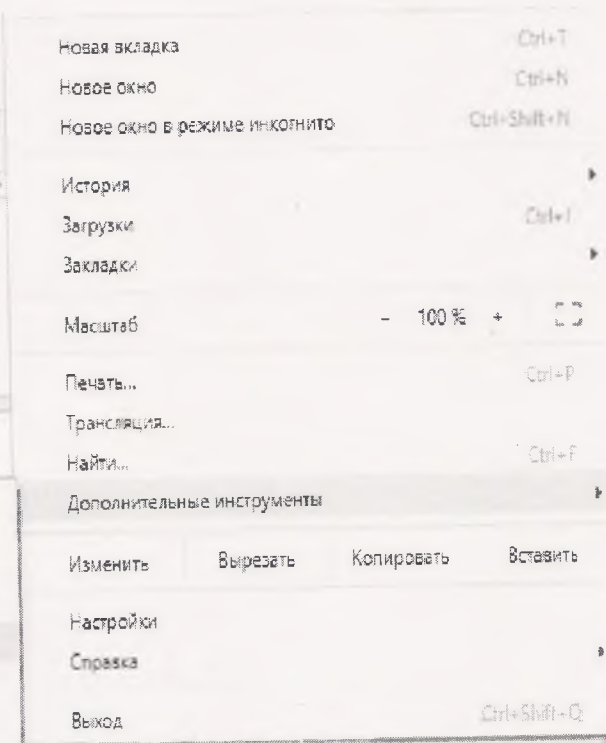 Новая вкладка Ctrl+T
Новое окно Ctrl+N
Новое окно в режиме инкогнито Ctrl+Shift+N
История
Загрузки Ctrl+J
Закладки
Масштаб - 100 % +
Печать... Ctrl+P
Трансляция...
Найти... Ctrl+F
Дополнительные инструменты
Изменить Вырезать Копировать Вставить
Настройки
Справка
Выход Ctrl+Shift+Q